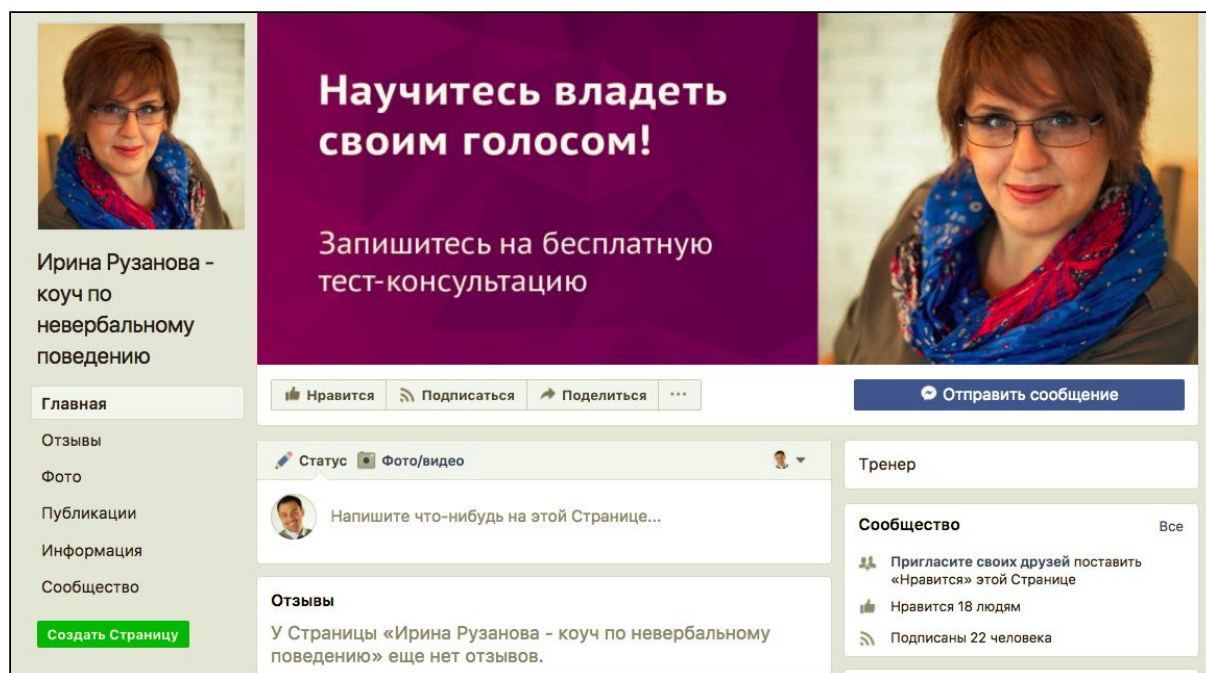 Научитесь владеть
своим голосом!
Запишитесь на бесплатную
тест-консультацию
Ирина Рузанова -
коуч по
невербальному
поведению
Главная
Отзывы
Фото
Публикации
Информация
Сообщество
Создать Страницу
Нравится Подписаться Поделиться ...
Отправить сообщение
Статус Фото/видео
Напишите что-нибудь на этой Странице...
Отзывы
У Страницы «Ирина Рузанова - коуч по невербальному
поведению» еще нет отзывов.
Тренер
Сообщество Все
Пригласите своих друзей поставить
«Нравится» этой Странице
Нравится 18 людям
Подписаны 22 человека